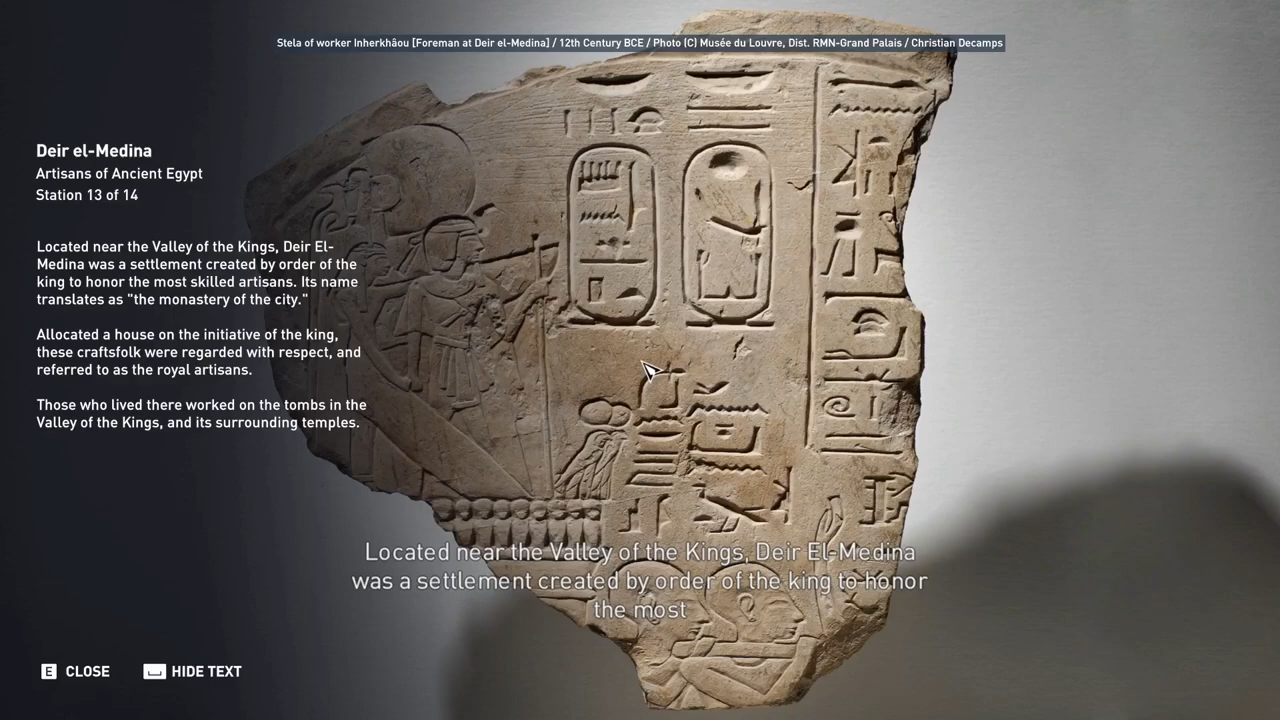 Stela of worker Inherkhâou [Foreman at Deir el-Medina] / 12th Century BCE / Photo (C) Musée du Louvre, Dist. RMN-Grand Palais / Christian Decamps
Deir el-Medina
Artisans of Ancient Egypt
Station 13 of 14
Located near the Valley of the Kings, Deir El-
Medina was a settlement created by order of the
king to honor the most skilled artisans. Its name
translates as "the monastery of the city."
Allocated a house on the initiative of the king,
these craftsfolk were regarded with respect, and
referred to as the royal artisans.
Those who lived there worked on the tombs in the
Valley of the Kings, and its surrounding temples.
Located near the Valley of the Kings, Deir El-Medina
was a settlement created by order of the king to honor
the most
E CLOSE
HIDE TEXT